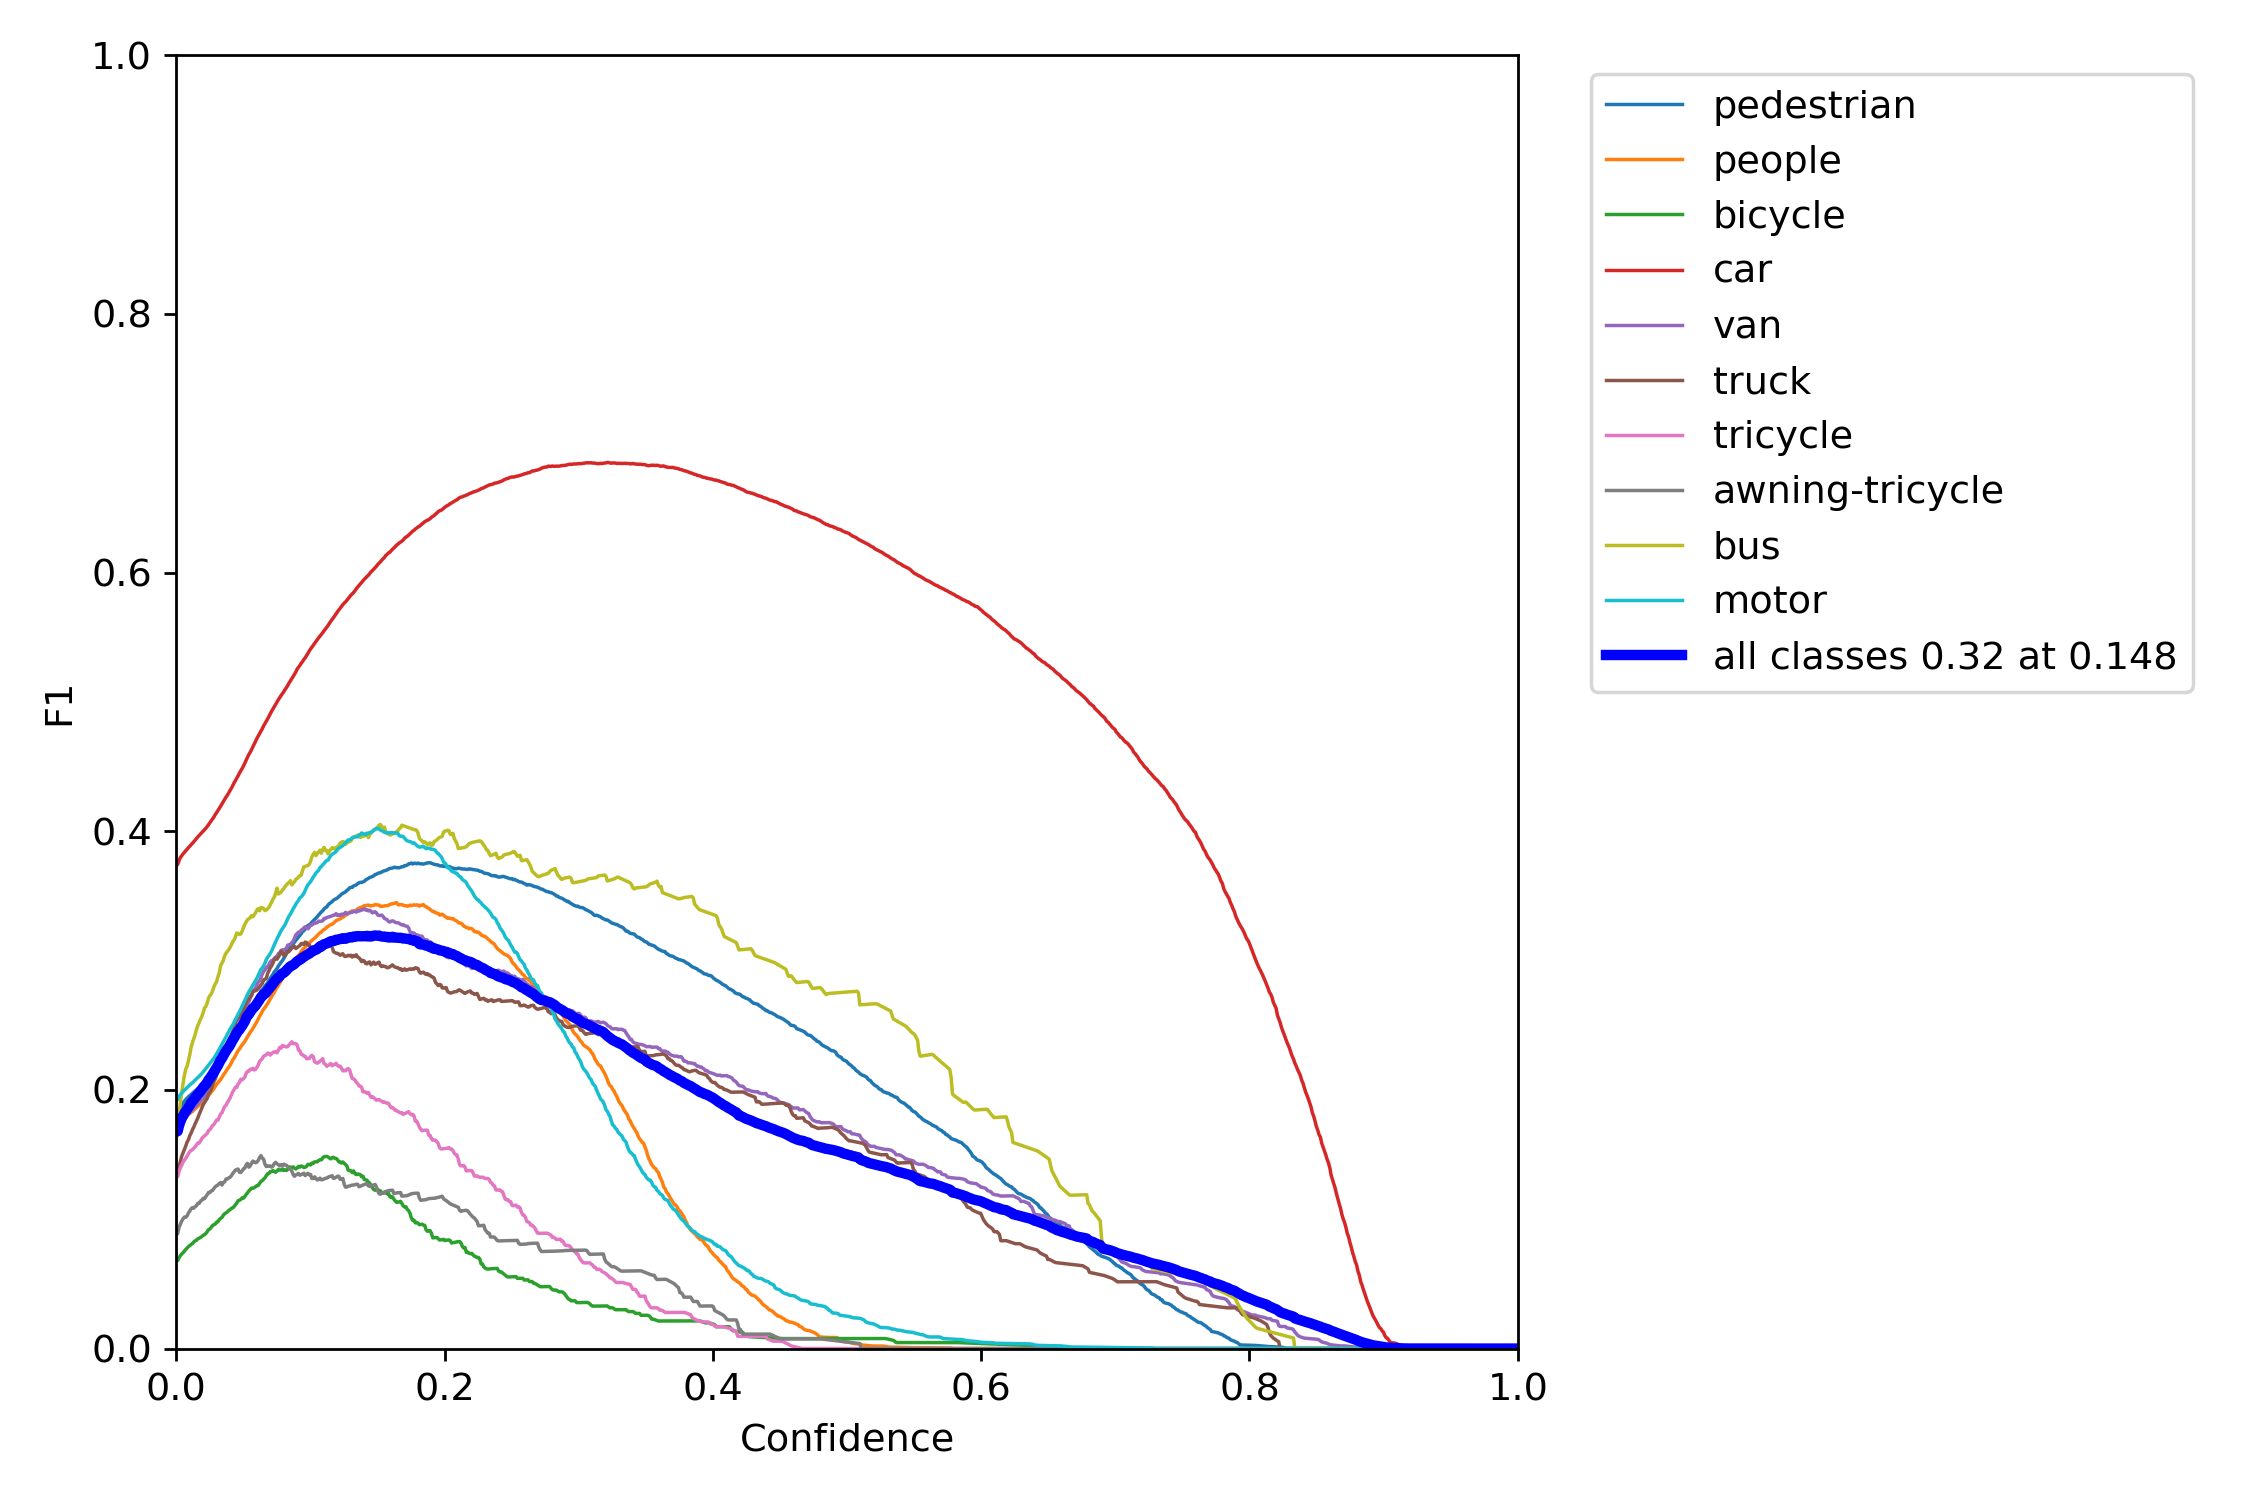 1.0
0.8
0.6
0.4
0.2
0.0
F1
0.0 0.2 0.4 0.6 0.8 1.0
Confidence
pedestrian
people
bicycle
car
van
truck
tricycle
awning-tricycle
bus
motor
all classes 0.32 at 0.148